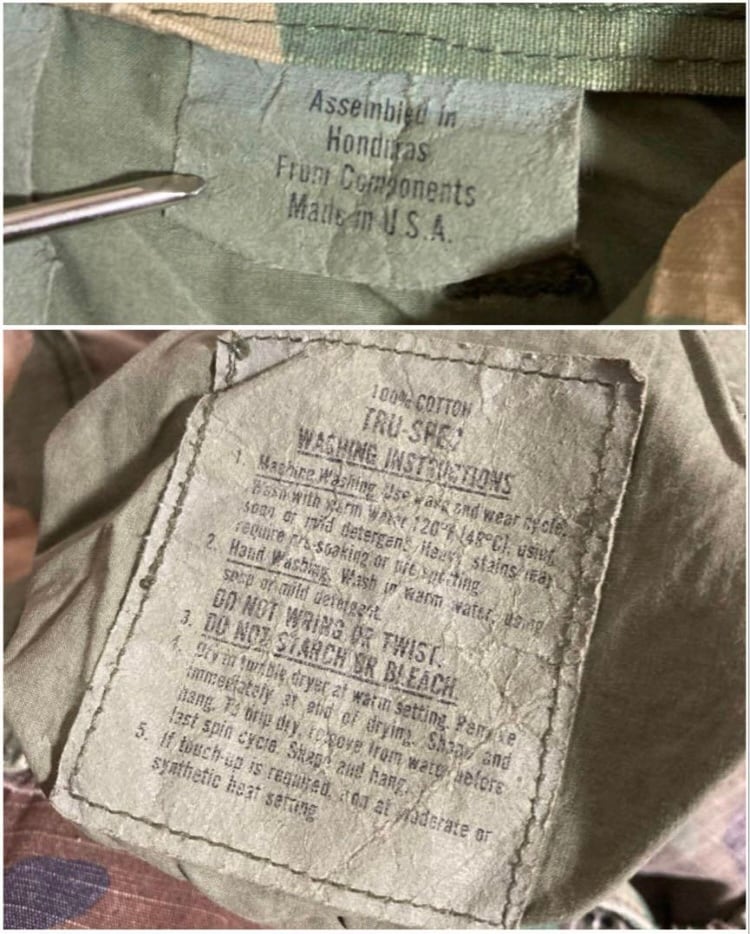 Assembled in
Honduras
From Components
Made in U.S.A.
100% COTTON
TRU-SPEC
WASHING INSTRUCTIONS
1. Machine Washing. Use wash and wear cycle.
Wash with warm water 120°F (48°C), using
soap or mild detergent. Heavy stains may
require pre-soaking or pre-spotting
2. Hand Washing. Wash in warm water, using
soap or mild detergent.
DO NOT WRING OR TWIST.
3. DO NOT STARCH OR BLEACH.
4. Dry in tumble dryer, at warm setting. Remove
immediately at end of drying. Shape and
hang. To drip dry, remove from water before
last spin cycle. Shape and hang.
5. If touch-up is required, iron at moderate or
synthetic heat setting